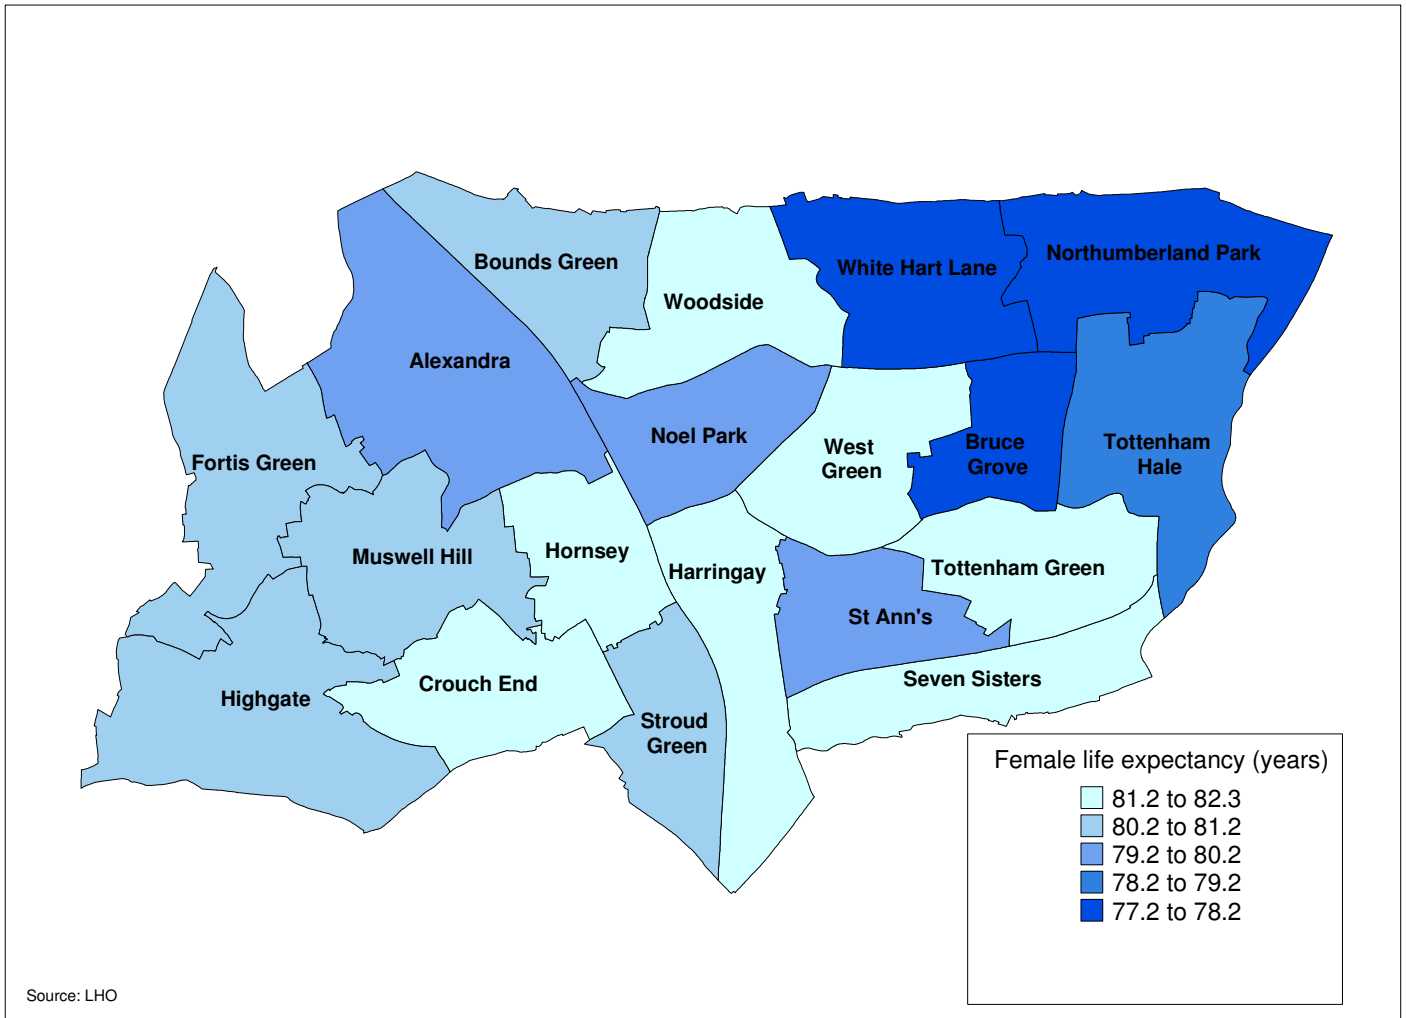 Bounds Green
White Hart Lane
Northumberland Park
Woodside
Alexandra
Noel Park
West
Green
Bruce
Grove
Tottenham
Hale
Fortis Green
Muswell Hill
Hornsey
Harringay
Tottenham Green
St Ann's
Highgate
Crouch End
Seven Sisters
Stroud
Green
Female life expectancy (years)
81.2 to 82.3
80.2 to 81.2
79.2 to 80.2
78.2 to 79.2
77.2 to 78.2
Source: LHO